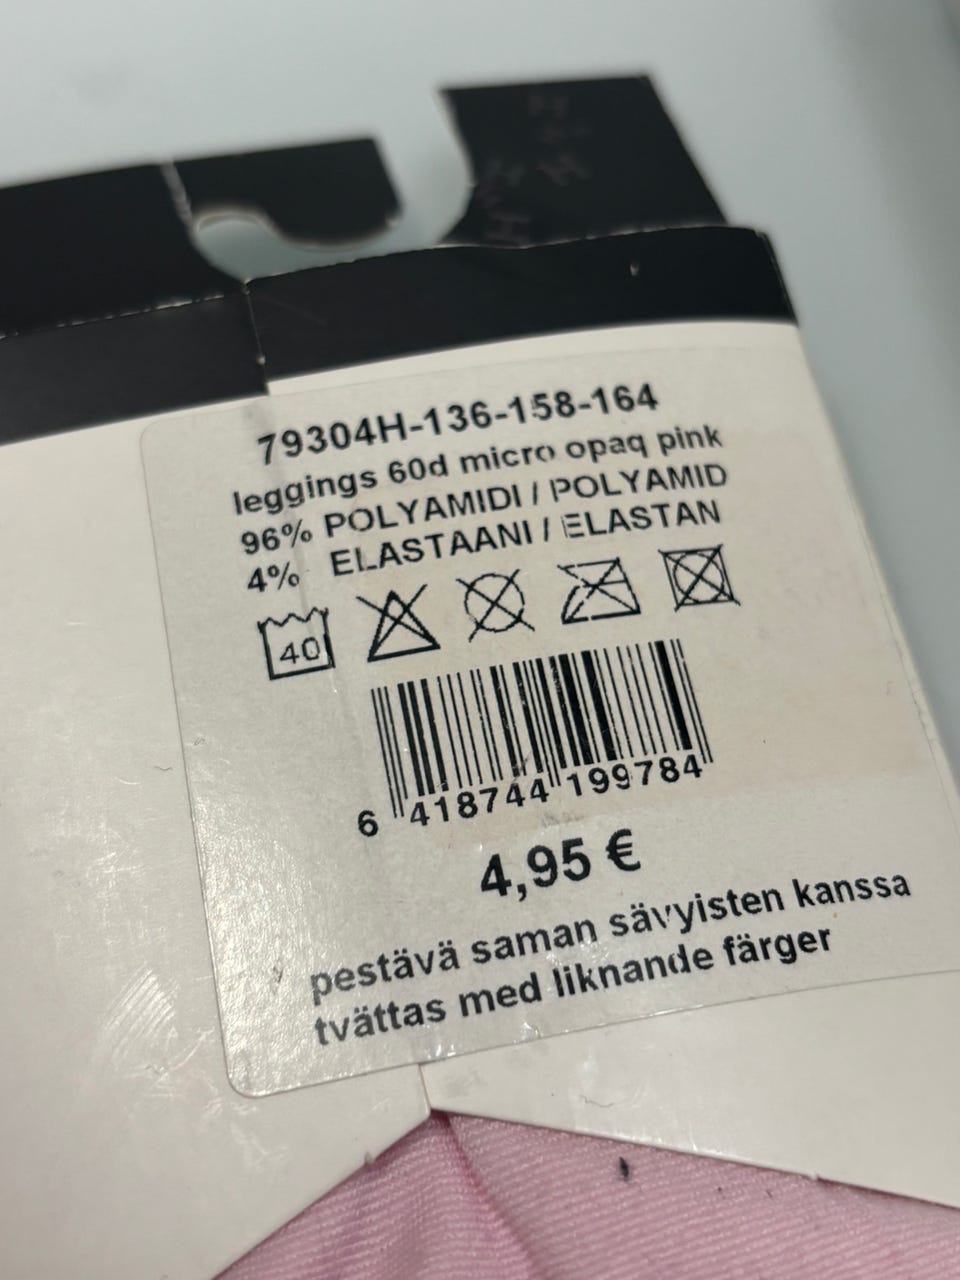 79304H-136-158-164
leggings 60d micro opaq pink
96% POLYAMIDI / POLYAMID
4% ELASTAANI / ELASTAN
40
6 418744 199784
4,95 €
pestävä saman sävyisten kanssa
tvättas med liknande färger